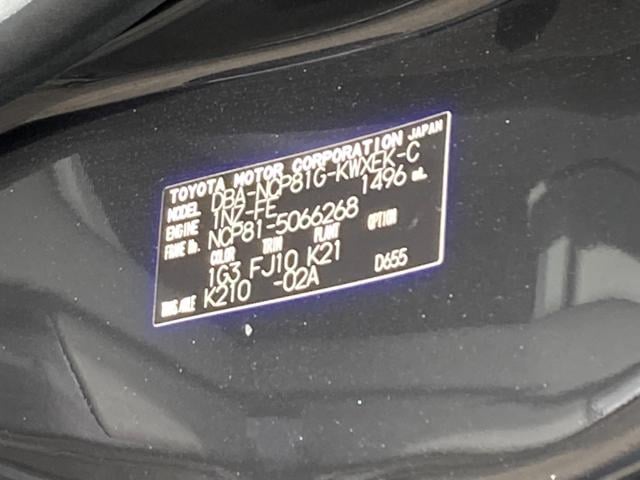 TOYOTA MOTOR CORPORATION JAPAN
MODEL DBA-NCP81G-KWXEK-C
ENGINE 1NZ-FE 1496 mL
FRAME No. NCP81-5066268
COLOR TRIM PLANT OPTION
1G3 FJ10 K21
TRANS.AXLE K210 -02A D655